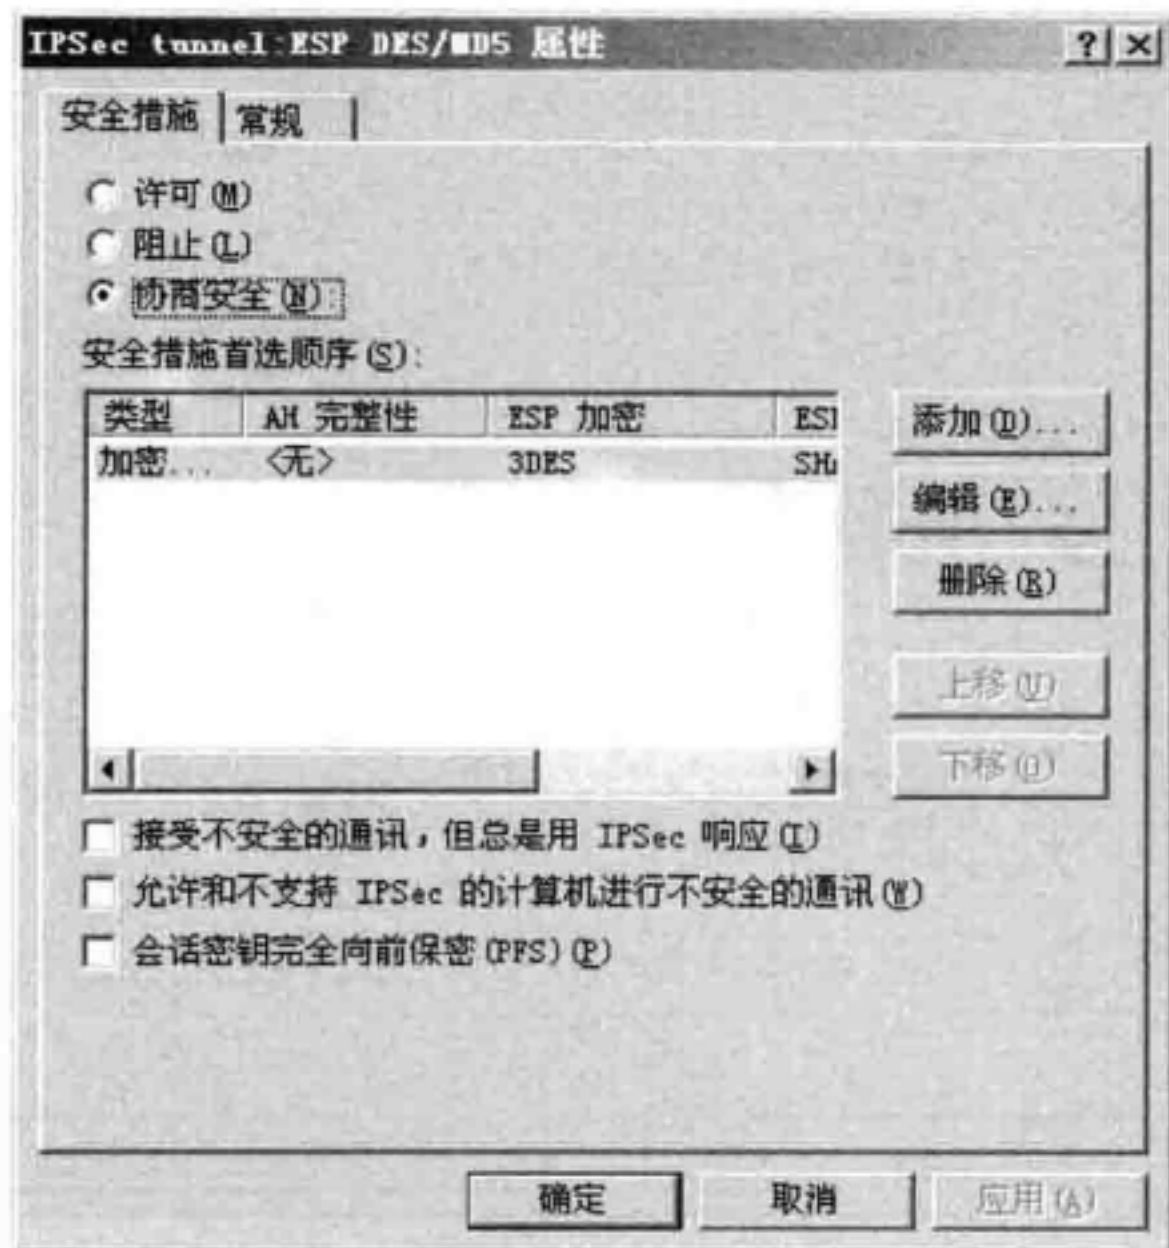 IPSec tunnel:ESP DES/MD5 属性
安全措施 常规
许可(M)
阻止(L)
协商安全(N):
安全措施首选顺序(S):
类型 AH 完整性 ESP 加密 ESP
加密... <无> 3DES SHA
添加(D)...
编辑(E)...
删除(R)
上移(U)
下移(O)
接受不安全的通讯，但总是用 IPSec 响应(I)
允许和不支持 IPSec 的计算机进行不安全的通讯(W)
会话密钥完全向前保密(PFS)(P)
确定 取消 应用(A)